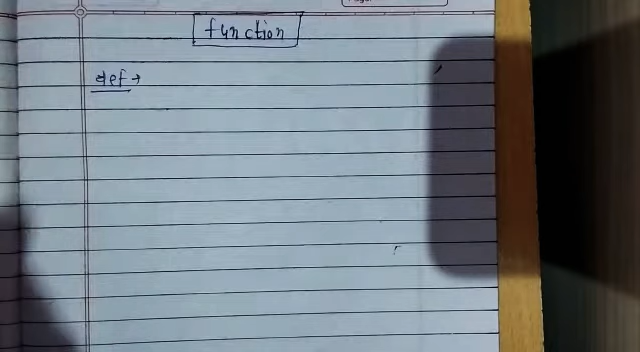 function
def →